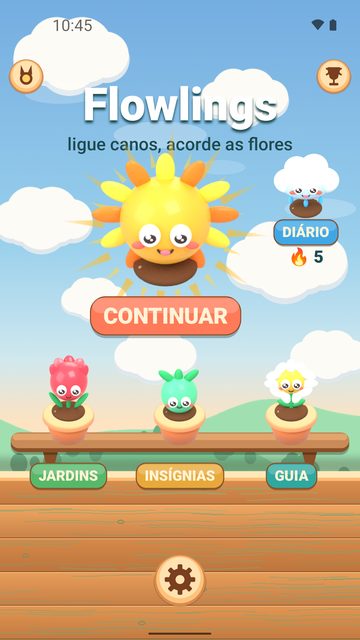 10:45
Flowlings
ligue canos, acorde as flores
DIÁRIO
🔥 5
CONTINUAR
JARDINS
INSÍGNIAS
GUIA